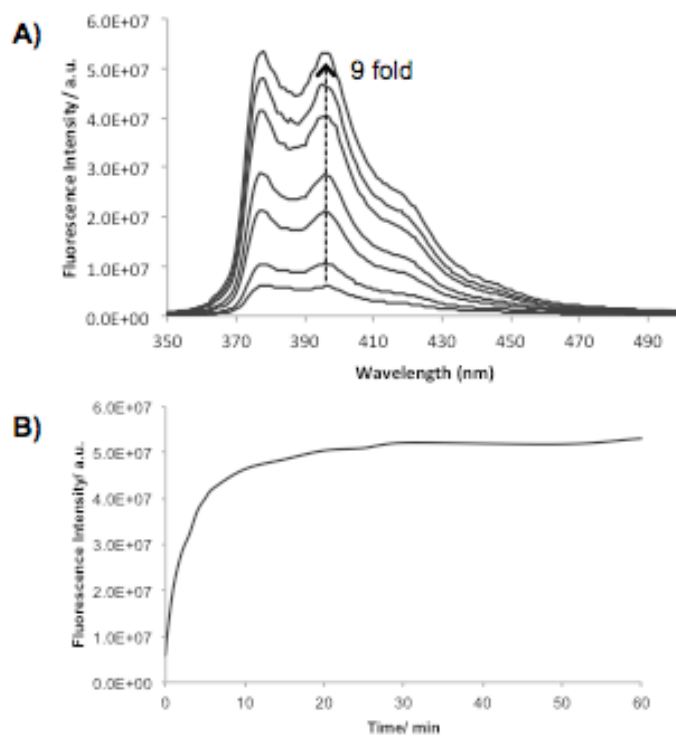 A)
Fluorescence Intensity/ a.u.
6.0E+07
5.0E+07
4.0E+07
3.0E+07
2.0E+07
1.0E+07
0.0E+00
9 fold
350 370 390 410 430 450 470 490
Wavelength (nm)
B)
Fluorescence Intensity/ a.u.
6.0E+07
5.0E+07
4.0E+07
3.0E+07
2.0E+07
1.0E+07
0.0E+00
0 10 20 30 40 50 60
Time/ min